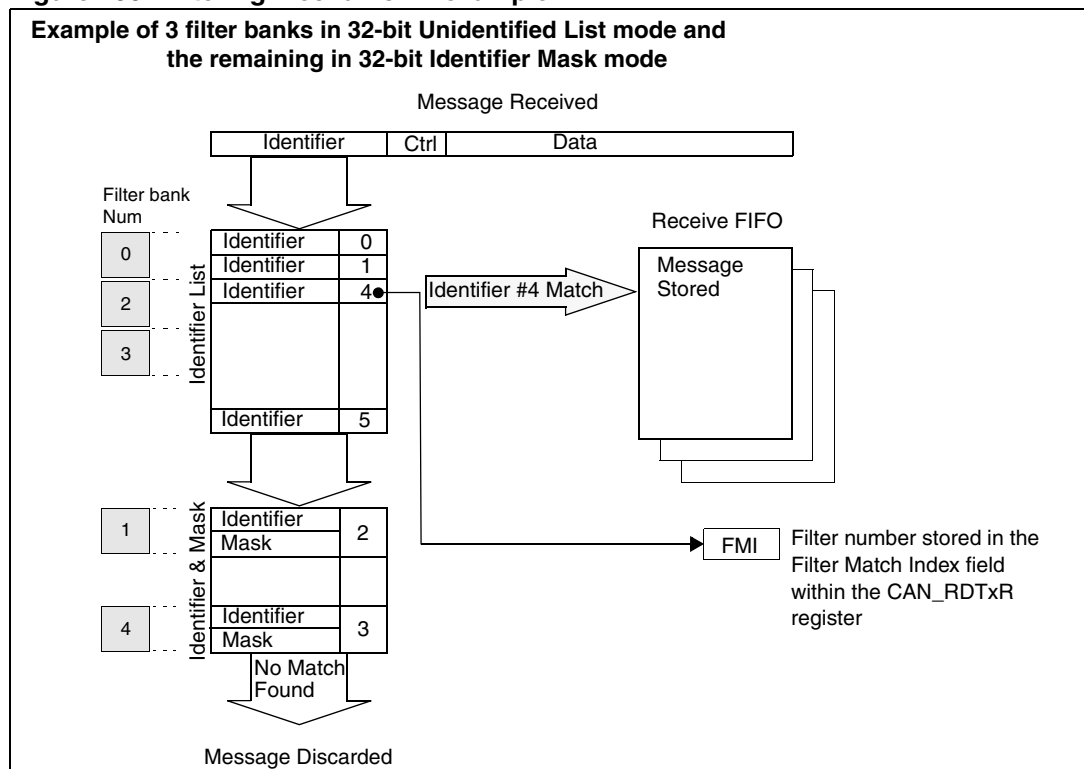 Example of 3 filter banks in 32-bit Unidentified List mode and
the remaining in 32-bit Identifier Mask mode
Message Received
Identifier Ctrl Data
Filter bank
Num
Receive FIFO
0
2
3
Identifier List
Identifier 0
Identifier 1
Identifier 4
Identifier 5
Identifier #4 Match
Message
Stored
1
4
Identifier & Mask
Identifier
Mask
2
Identifier
Mask
3
FMI
Filter number stored in the
Filter Match Index field
within the CAN_RDTxR
register
No Match
Found
Message Discarded